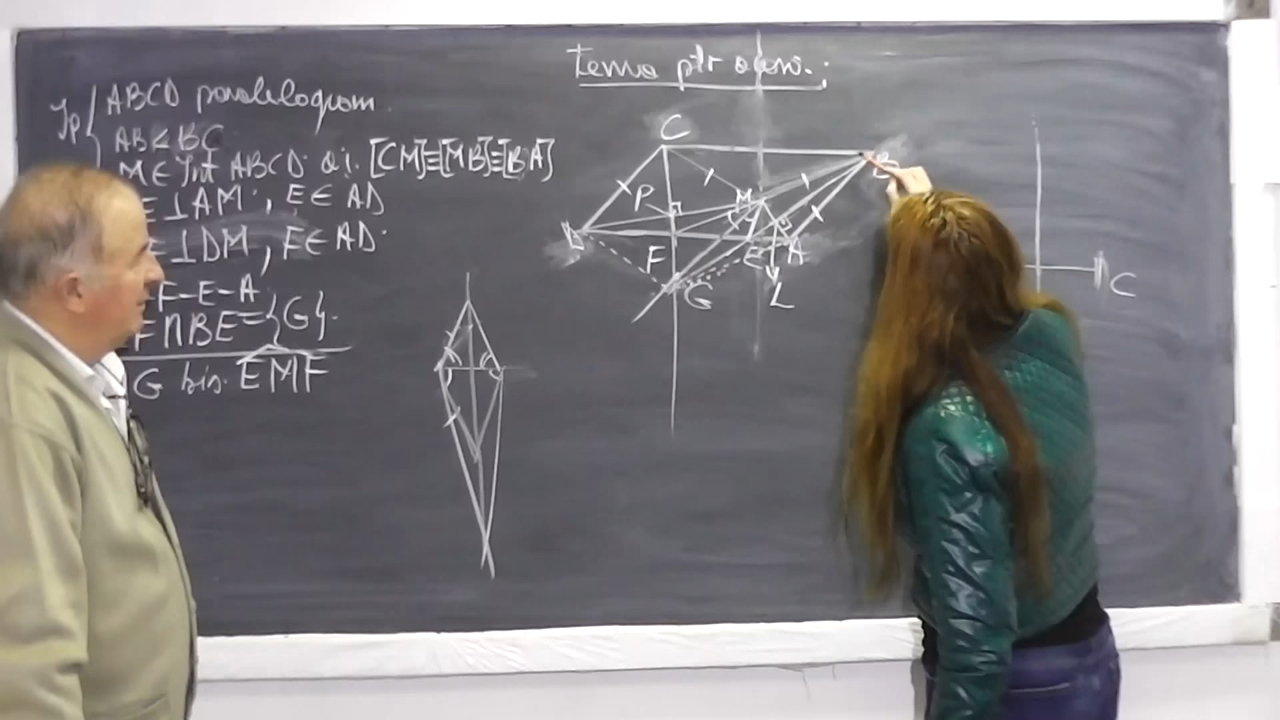 Tema ptr
Ip { ABCD paralelogram.
AB < BC
M ∈ Int ABCD a.î. [CM]≡[MB]≡[BA]
E ⊥ AM ; E ∈ AD
⊥ DM , F ∈ AD
F-E-A
F ∩ BE = {G}.
G bis. EMF
C
B
D
P
M
F
E
A
G
L
C